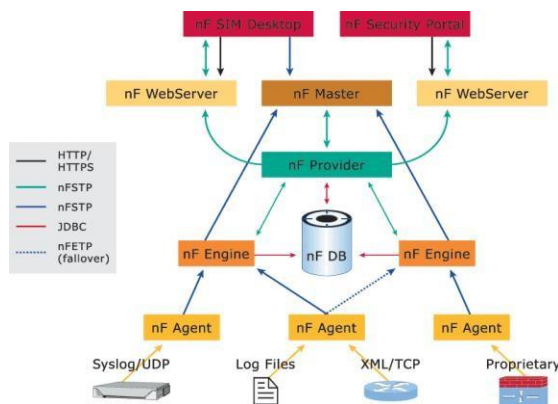 nF SIM Desktop
nF Security Portal
nF WebServer
nF Master
nF WebServer
HTTP/
HTTPS
nFSTP
nFSTP
JDBC
nFETP
(fallover)
nF Provider
nF Engine
nF DB
nF Engine
nF Agent
nF Agent
nF Agent
Syslog/UDP
Log Files
XML/TCP
Proprietary